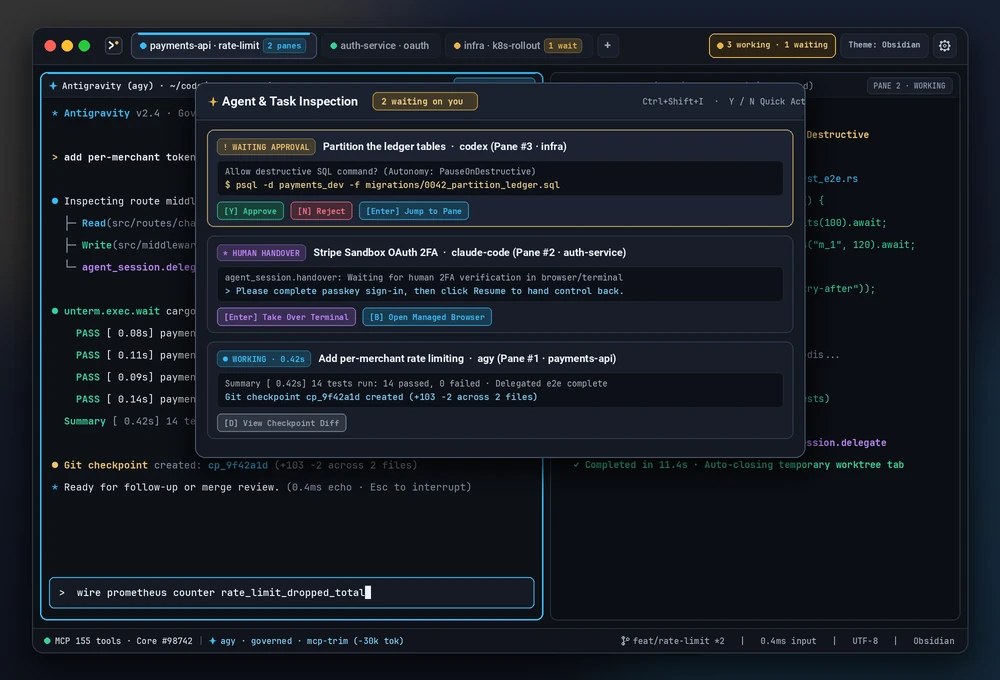 payments-api · rate-limit 2 panes
auth-service · oauth
infra · k8s-rollout 1 wait
+
3 working · 1 waiting
Theme: Obsidian
Antigravity (agy) · ~/cod
PANE 2 · WORKING
Agent & Task Inspection
2 waiting on you
Ctrl+Shift+I · Y / N Quick Act
* Antigravity v2.4 · Gov
> add per-merchant token
Inspecting route middl
Read(src/routes/cha
Write(src/middlewar
agent_session.deleg
unterm.exec.wait cargo
PASS [ 0.08s] paymen
PASS [ 0.11s] paymen
PASS [ 0.09s] paymen
PASS [ 0.14s] paymen
Summary [ 0.42s] 14 te
! WAITING APPROVAL
Partition the ledger tables · codex (Pane #3 · infra)
Allow destructive SQL command? (Autonomy: PauseOnDestructive)
$ psql -d payments_dev -f migrations/0042_partition_ledger.sql
[Y] Approve
[N] Reject
[Enter] Jump to Pane
* HUMAN HANDOVER
Stripe Sandbox OAuth 2FA · claude-code (Pane #2 · auth-service)
agent_session.handover: Waiting for human 2FA verification in browser/terminal
> Please complete passkey sign-in, then click Resume to hand control back.
[Enter] Take Over Terminal
[B] Open Managed Browser
WORKING · 0.42s
Add per-merchant rate limiting · agy (Pane #1 · payments-api)
Summary [ 0.42s] 14 tests run: 14 passed, 0 failed · Delegated e2e complete
Git checkpoint cp_9f42a1d created (+103 -2 across 2 files)
[D] View Checkpoint Diff
Destructive
st_e2e.rs
) {
ts(100).await;
("m_1", 120).await;
ry-after"));
dis...
sts)
ssion.delegate
✓ Completed in 11.4s · Auto-closing temporary worktree tab
Git checkpoint created: cp_9f42a1d (+103 -2 across 2 files)
* Ready for follow-up or merge review. (0.4ms echo · Esc to interrupt)
> wire prometheus counter rate_limit_dropped_total
MCP 155 tools · Core #98742 | agy · governed · mcp-trim (-30k tok)
feat/rate-limit *2 | 0.4ms input | UTF-8 | Obsidian